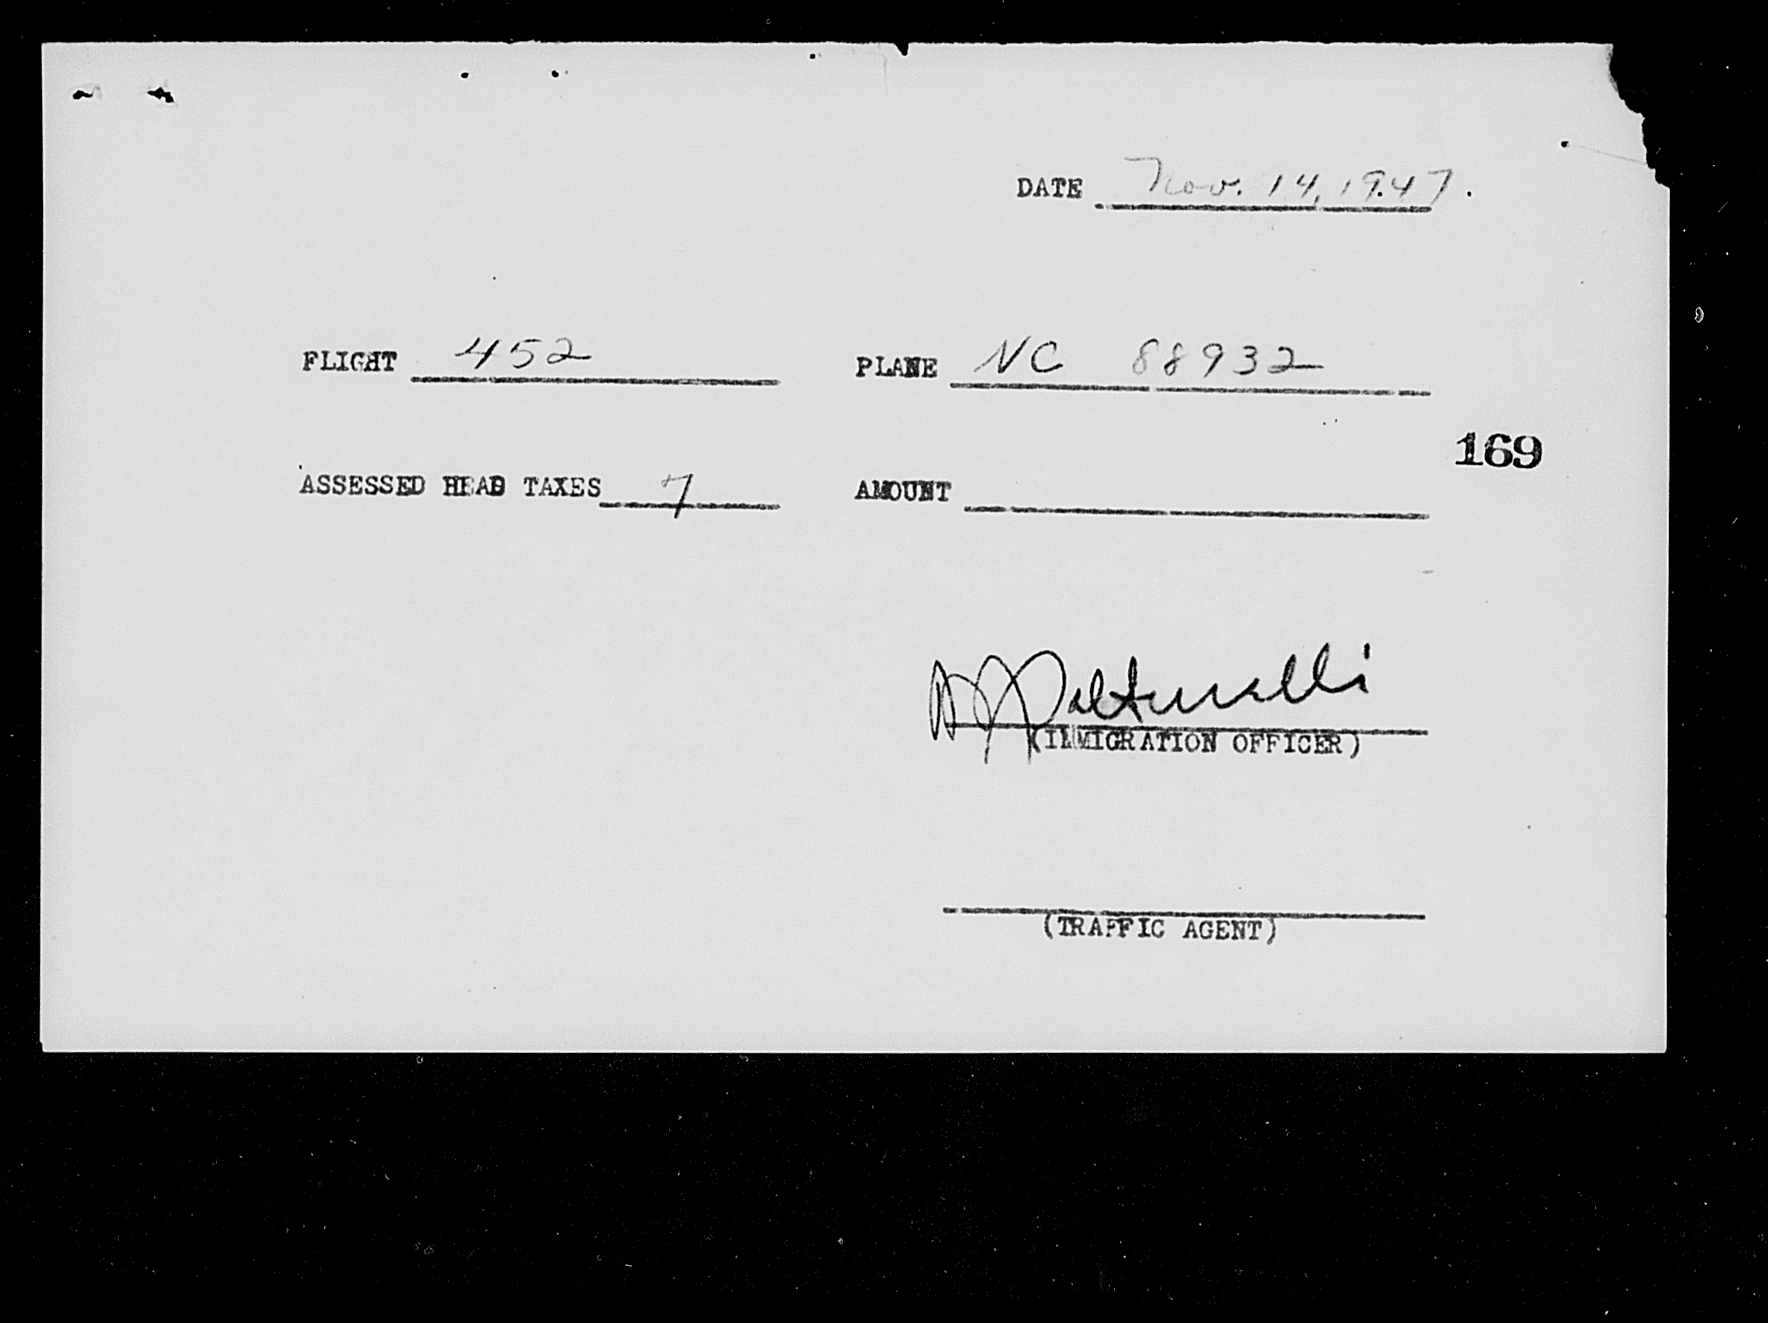 DATE Nov. 14, 1947.
FLIGHT 452 PLANE NC 88932
169
ASSESSED HEAD TAXES 7 AMOUNT
(IMMIGRATION OFFICER)
(TRAFFIC AGENT)